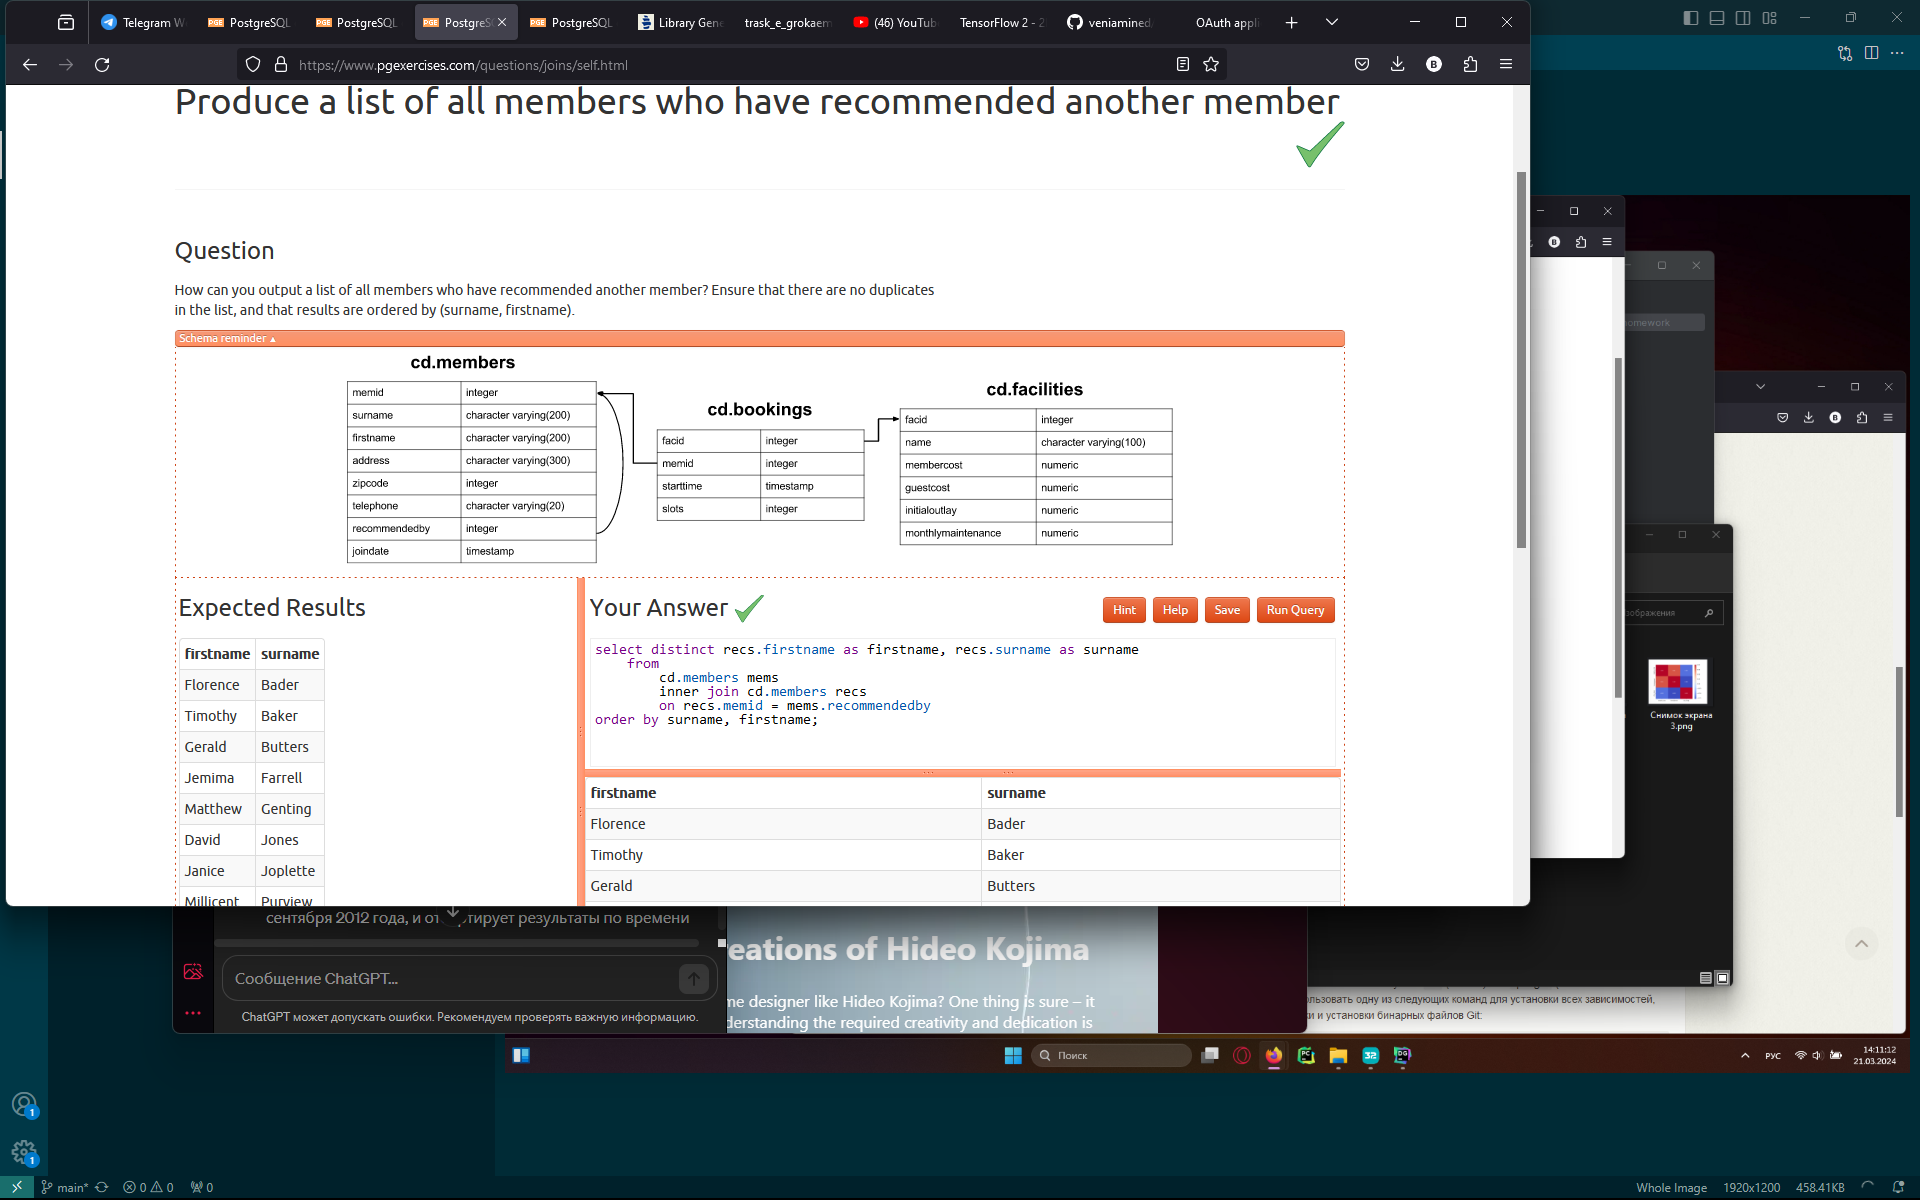 Telegram W
PostgreSQL
PostgreSQL
PostgreS
PostgreSQL
Library Gene
trask_e_grokaem
(46) YouTub
TensorFlow 2 - 2
veniamined
OAuth appli
https://www.pgexercises.com/questions/joins/self.html
Produce a list of all members who have recommended another member
Question
How can you output a list of all members who have recommended another member? Ensure that there are no duplicates
in the list, and that results are ordered by (surname, firstname).
Schema reminder
cd.members
memid integer
surname character varying(200)
firstname character varying(200)
address character varying(300)
zipcode integer
telephone character varying(20)
recommendedby integer
joindate timestamp
cd.bookings
facid integer
memid integer
starttime timestamp
slots integer
cd.facilities
facid integer
name character varying(100)
membercost numeric
guestcost numeric
initialoutlay numeric
monthlymaintenance numeric
Expected Results
firstname surname
Florence Bader
Timothy Baker
Gerald Butters
Jemima Farrell
Matthew Genting
David Jones
Janice Joplette
Millicent Purview
Your Answer
Hint Help Save Run Query
select distinct recs.firstname as firstname, recs.surname as surname
from
cd.members mems
inner join cd.members recs
on recs.memid = mems.recommendedby
order by surname, firstname;
firstname surname
Florence Bader
Timothy Baker
Gerald Butters
omework
ображения
Снимок экрана
3.png
сентября 2012 года, и от тирует результаты по времени
Сообщение ChatGPT...
ChatGPT может допускать ошибки. Рекомендуем проверять важную информацию.
eations of Hideo Kojima
me designer like Hideo Kojima? One thing is sure – it
derstanding the required creativity and dedication is
льзовать одну из следующих команд для установки всех зависимостей,
ки и установки бинарных файлов Git:
Поиск
РУС
14:11:12
21.03.2024
1
1
main*
0
0
0
Whole Image
1920x1200
458.41KB